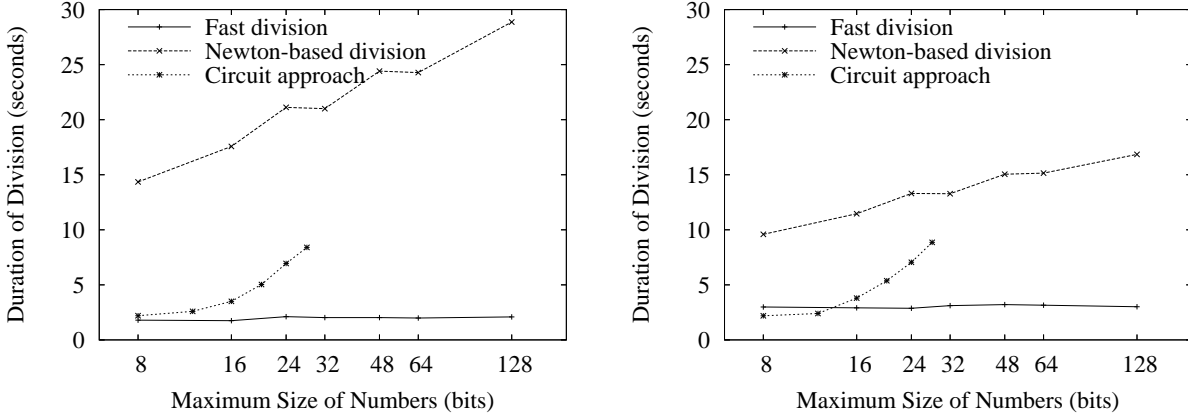 30
25
20
15
10
5
0
Duration of Division (seconds)
Fast division
Newton-based division
Circuit approach
8 16 24 32 48 64 128
Maximum Size of Numbers (bits)
30
25
20
15
10
5
0
Duration of Division (seconds)
Fast division
Newton-based division
Circuit approach
8 16 24 32 48 64 128
Maximum Size of Numbers (bits)